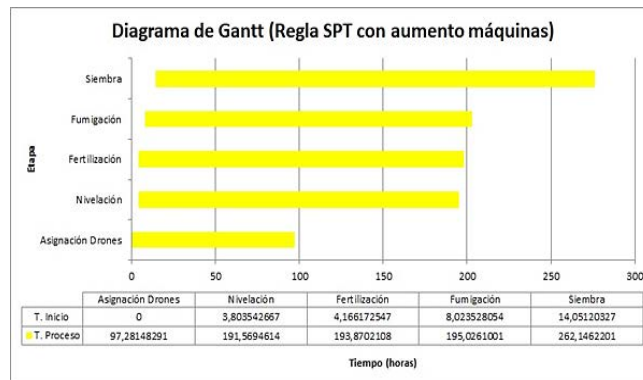 Diagrama de Gantt (Regla SPT con aumento máquinas)
Etapa
Siembra
Fumigación
Fertilización
Nivelación
Asignación Drones
0 50 100 150 200 250 300
Asignación Drones Nivelación Fertilización Fumigación Siembra
T. Inicio 0 3,803542667 4,166172547 8,023528054 14,05120327
T. Proceso 97,28148291 191,5694614 193,8702108 195,0261001 262,1462201
Tiempo (horas)